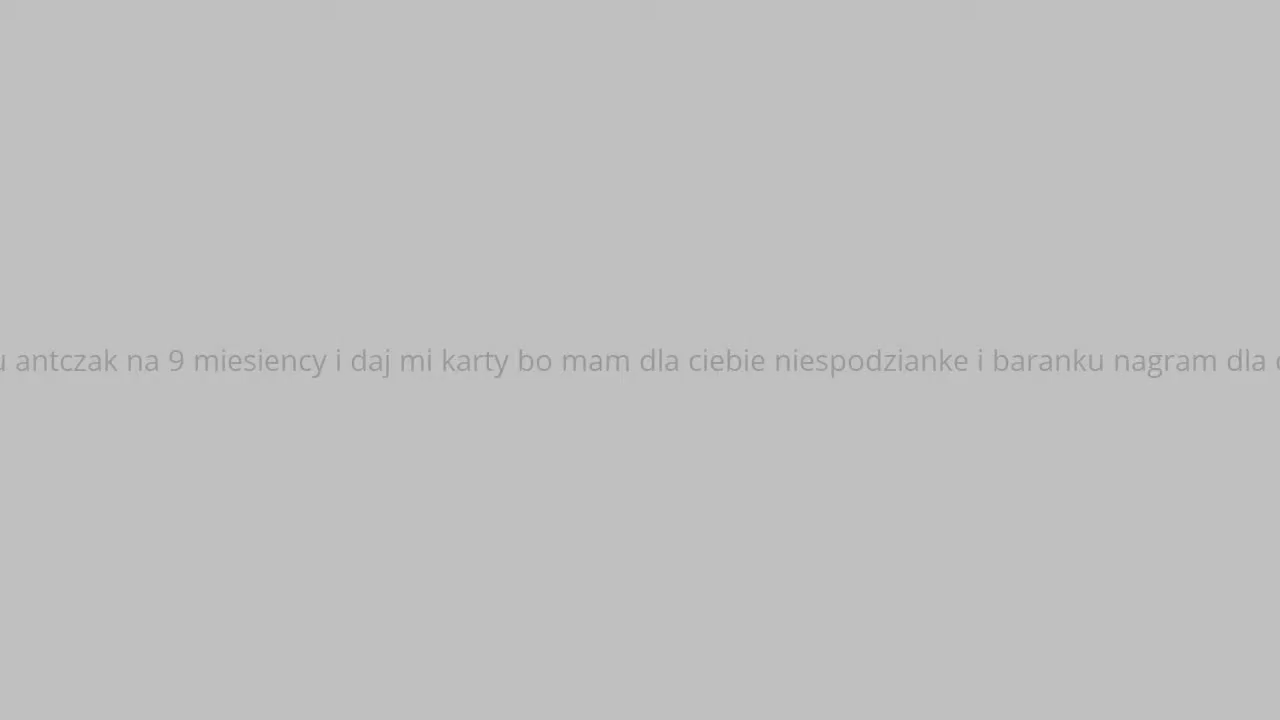 u antczak na 9 miesiency i daj mi karty bo mam dla ciebie niespodzianke i baranku nagram dla